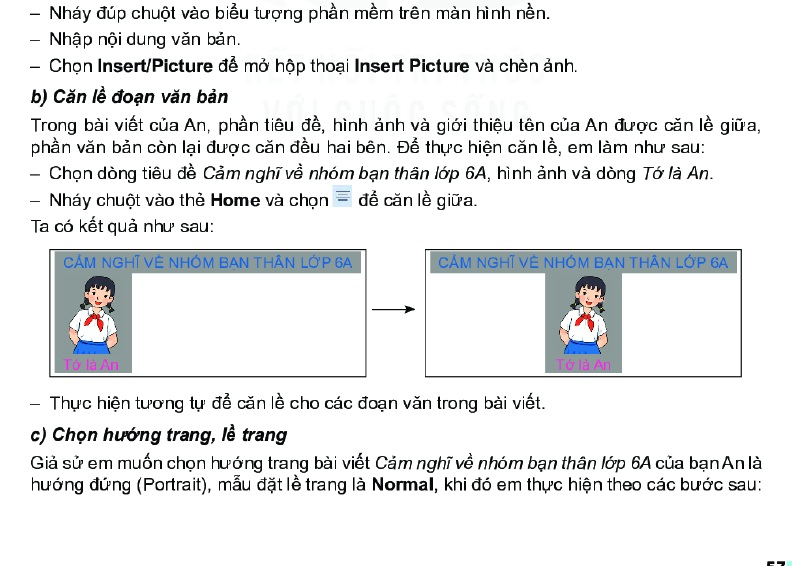 – Nháy đúp chuột vào biểu tượng phần mềm trên màn hình nền.
– Nhập nội dung văn bản.
– Chọn Insert/Picture để mở hộp thoại Insert Picture và chèn ảnh.
b) Căn lề đoạn văn bản
Trong bài viết của An, phần tiêu đề, hình ảnh và giới thiệu tên của An được căn lề giữa,
phần văn bản còn lại được căn đều hai bên. Để thực hiện căn lề, em làm như sau:
– Chọn dòng tiêu đề Cảm nghĩ về nhóm bạn thân lớp 6A, hình ảnh và dòng Tớ là An.
– Nháy chuột vào thẻ Home và chọn để căn lề giữa.
Ta có kết quả như sau:
CẢM NGHĨ VỀ NHÓM BẠN THÂN LỚP 6A
Tớ là An
CẢM NGHĨ VỀ NHÓM BẠN THÂN LỚP 6A
Tớ là An
– Thực hiện tương tự để căn lề cho các đoạn văn trong bài viết.
c) Chọn hướng trang, lề trang
Giả sử em muốn chọn hướng trang bài viết Cảm nghĩ về nhóm bạn thân lớp 6A của bạn An là
hướng đứng (Portrait), mẫu đặt lề trang là Normal, khi đó em thực hiện theo các bước sau: